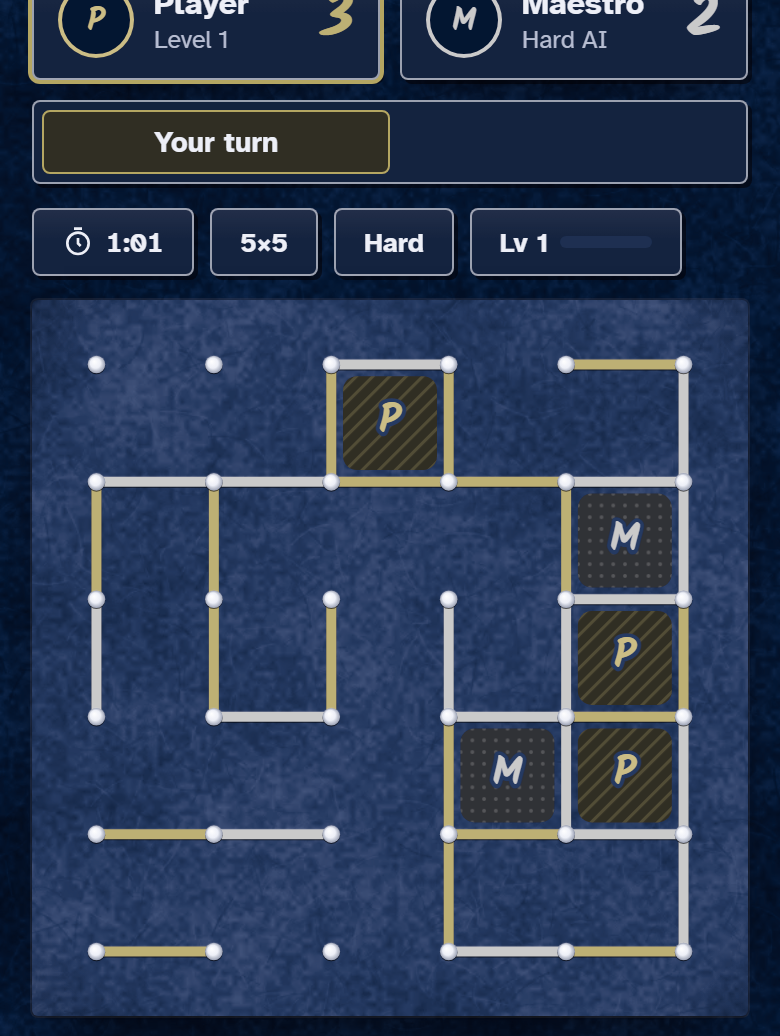 P Player 3
Level 1
M Maestro 2
Hard AI
Your turn
1:01 5×5 Hard Lv 1
P
M
P
M P